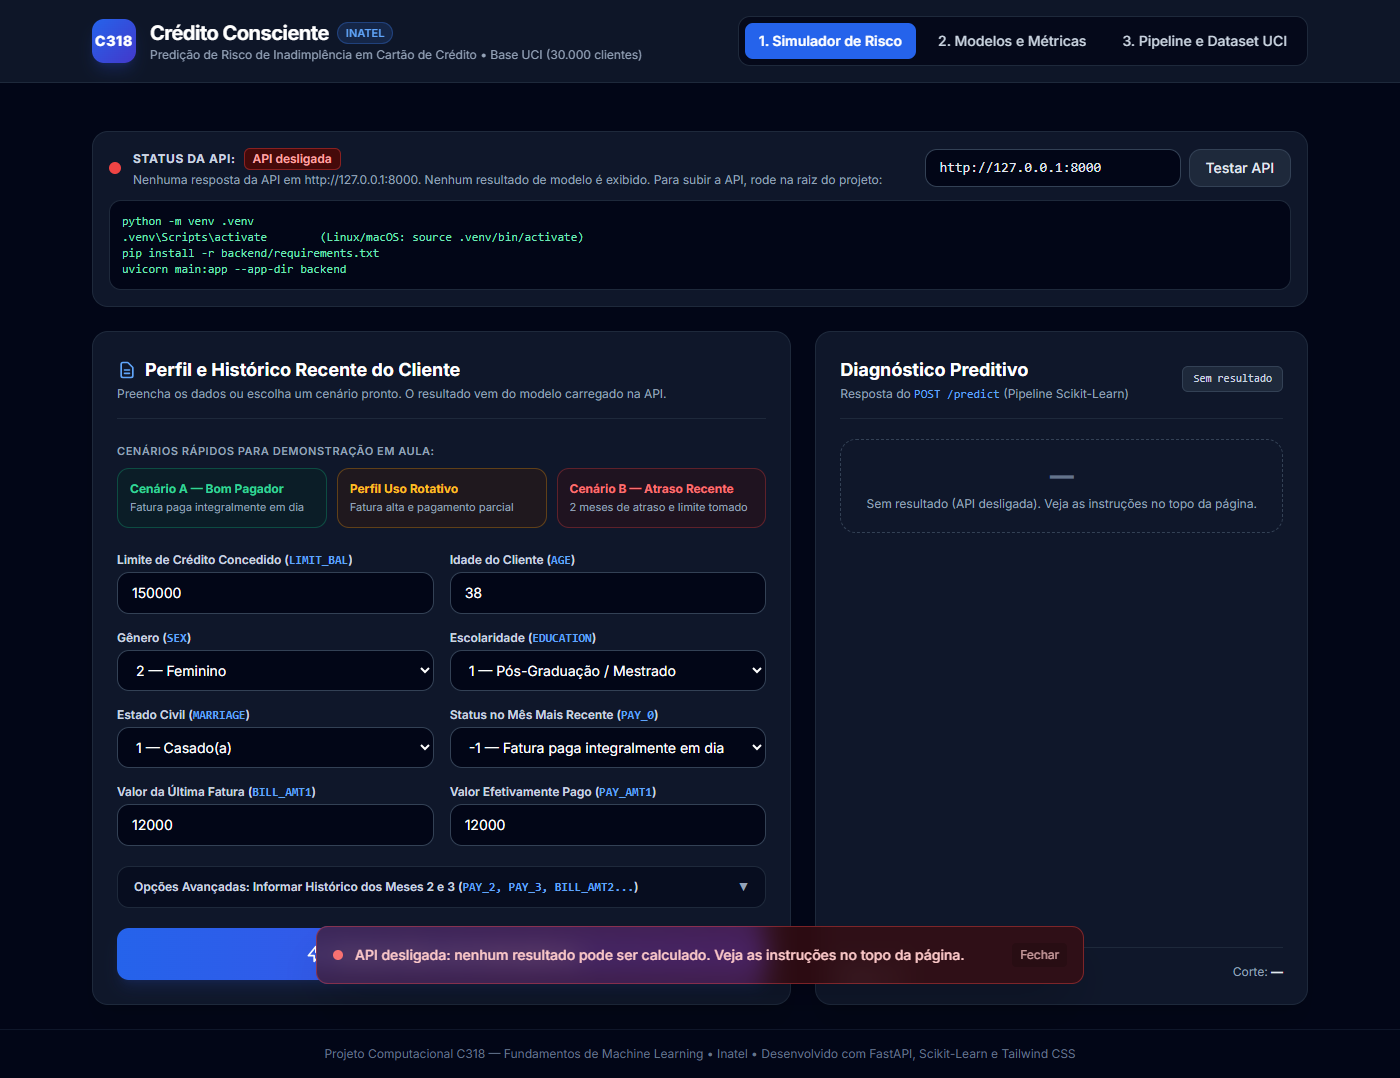 C318
Crédito Consciente INATEL
Predição de Risco de Inadimplência em Cartão de Crédito • Base UCI (30.000 clientes)
1. Simulador de Risco
2. Modelos e Métricas
3. Pipeline e Dataset UCI
STATUS DA API: API desligada
Nenhuma resposta da API em http://127.0.0.1:8000. Nenhum resultado de modelo é exibido. Para subir a API, rode na raiz do projeto:
http://127.0.0.1:8000
Testar API
python -m venv .venv
.venv\Scripts\activate (Linux/macOS: source .venv/bin/activate)
pip install -r backend/requirements.txt
uvicorn main:app --app-dir backend
Perfil e Histórico Recente do Cliente
Preencha os dados ou escolha um cenário pronto. O resultado vem do modelo carregado na API.
CENÁRIOS RÁPIDOS PARA DEMONSTRAÇÃO EM AULA:
Cenário A — Bom Pagador
Fatura paga integralmente em dia
Perfil Uso Rotativo
Fatura alta e pagamento parcial
Cenário B — Atraso Recente
2 meses de atraso e limite tomado
Limite de Crédito Concedido (LIMIT_BAL)
150000
Idade do Cliente (AGE)
38
Gênero (SEX)
2 — Feminino
Escolaridade (EDUCATION)
1 — Pós-Graduação / Mestrado
Estado Civil (MARRIAGE)
1 — Casado(a)
Status no Mês Mais Recente (PAY_0)
-1 — Fatura paga integralmente em dia
Valor da Última Fatura (BILL_AMT1)
12000
Valor Efetivamente Pago (PAY_AMT1)
12000
Opções Avançadas: Informar Histórico dos Meses 2 e 3 (PAY_2, PAY_3, BILL_AMT2...) ▼
Diagnóstico Preditivo
Resposta do POST /predict (Pipeline Scikit-Learn)
Sem resultado
—
Sem resultado (API desligada). Veja as instruções no topo da página.
Corte: —
API desligada: nenhum resultado pode ser calculado. Veja as instruções no topo da página.
Fechar
Projeto Computacional C318 — Fundamentos de Machine Learning • Inatel • Desenvolvido com FastAPI, Scikit-Learn e Tailwind CSS